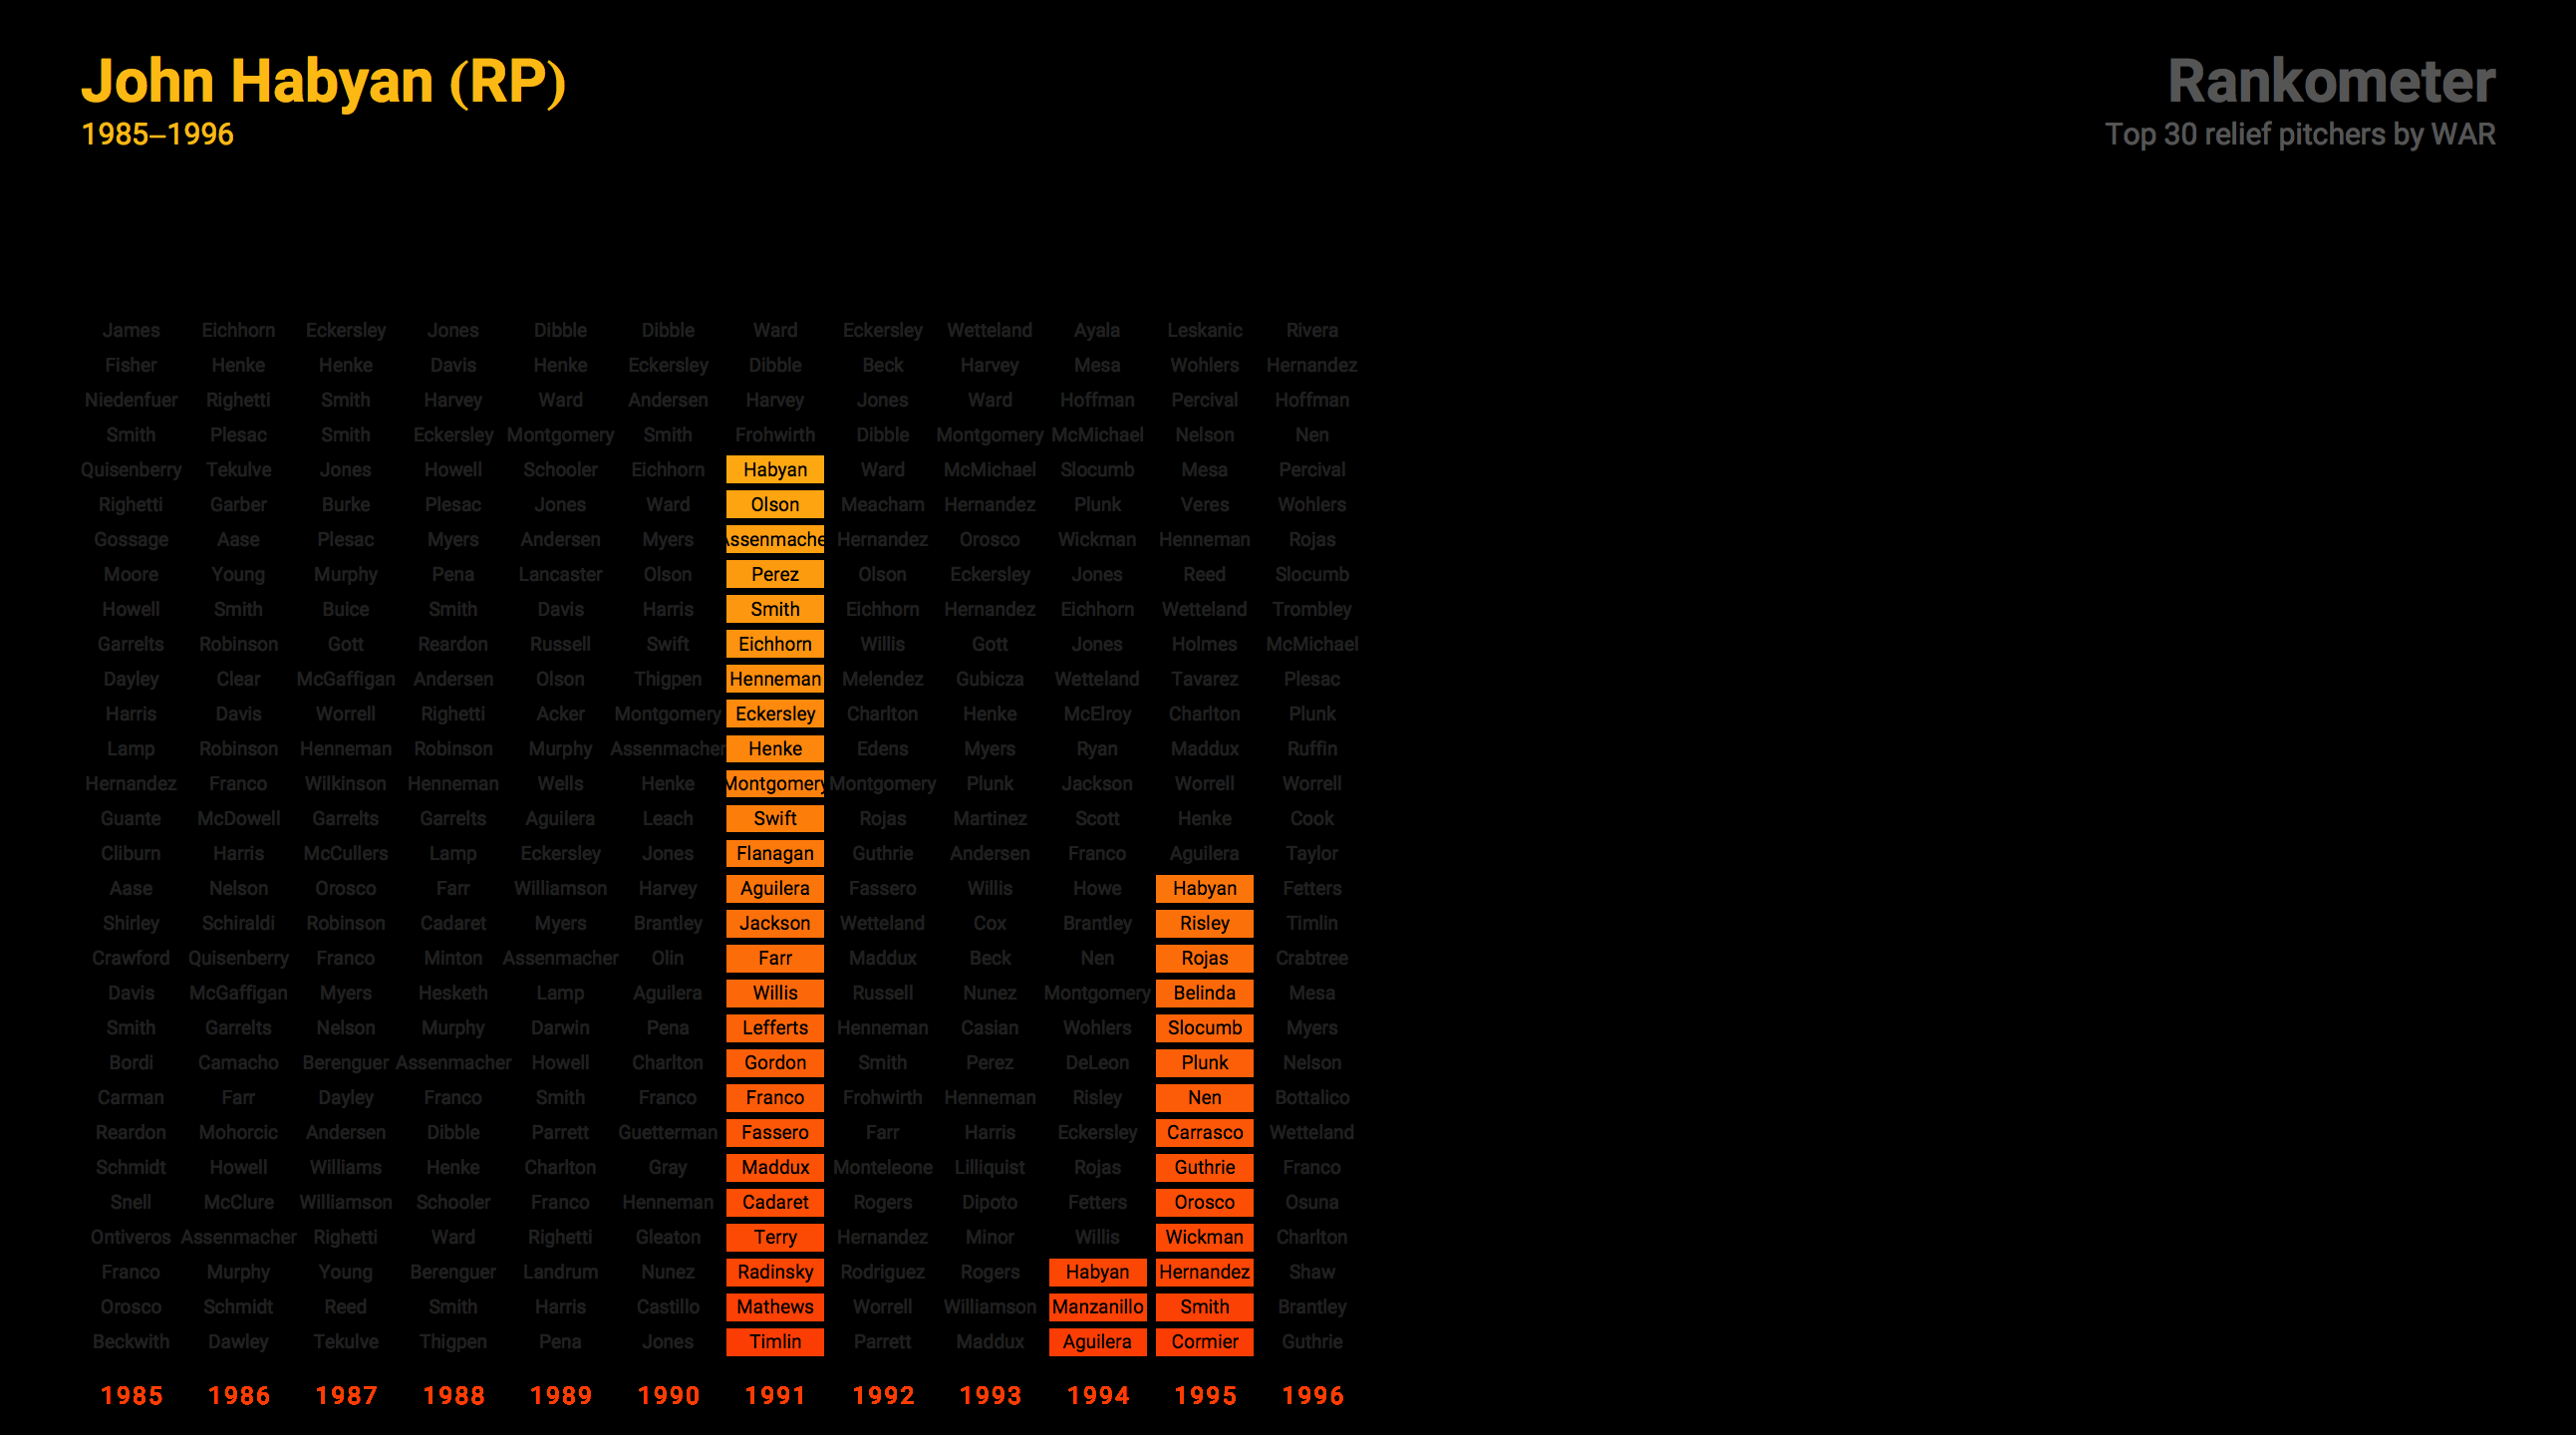 John Habyan (RP)
1985–1996
Rankometer
Top 30 relief pitchers by WAR
James Eichhorn Eckersley Jones Dibble Dibble Ward Eckersley Wetteland Ayala Leskanic Rivera
Fisher Henke Henke Davis Henke Eckersley Dibble Beck Harvey Mesa Wohlers Hernandez
Niedenfuer Righetti Smith Harvey Ward Andersen Harvey Jones Ward Hoffman Percival Hoffman
Smith Plesac Smith Eckersley Montgomery Smith Frohwirth Dibble Montgomery McMichael Nelson Nen
Quisenberry Tekulve Jones Howell Schooler Eichhorn Habyan Ward McMichael Slocumb Mesa Percival
Righetti Garber Burke Plesac Jones Ward Olson Meacham Hernandez Plunk Veres Wohlers
Gossage Aase Plesac Myers Andersen Myers Assenmache Hernandez Orosco Wickman Henneman Rojas
Moore Young Murphy Pena Lancaster Olson Perez Olson Eckersley Jones Reed Slocumb
Howell Smith Buice Smith Davis Harris Smith Eichhorn Hernandez Eichhorn Wetteland Trombley
Garrelts Robinson Gott Reardon Russell Swift Eichhorn Willis Gott Jones Holmes McMichael
Dayley Clear McGaffigan Andersen Olson Thigpen Henneman Melendez Gubicza Wetteland Tavarez Plesac
Harris Davis Worrell Righetti Acker Montgomery Eckersley Charlton Henke McElroy Charlton Plunk
Lamp Robinson Henneman Robinson Murphy Assenmacher Henke Edens Myers Ryan Maddux Ruffin
Hernandez Franco Wilkinson Henneman Wells Henke Montgomery Montgomery Plunk Jackson Worrell Worrell
Guante McDowell Garrelts Garrelts Aguilera Leach Swift Rojas Martinez Scott Henke Cook
Cliburn Harris McCullers Lamp Eckersley Jones Flanagan Guthrie Andersen Franco Aguilera Taylor
Aase Nelson Orosco Farr Williamson Harvey Aguilera Fassero Willis Howe Habyan Fetters
Shirley Schiraldi Robinson Cadaret Myers Brantley Jackson Wetteland Cox Brantley Risley Timlin
Crawford Quisenberry Franco Minton Assenmacher Olin Farr Maddux Beck Nen Rojas Crabtree
Davis McGaffigan Myers Hesketh Lamp Aguilera Willis Russell Nunez Montgomery Belinda Mesa
Smith Garrelts Nelson Murphy Darwin Pena Lefferts Henneman Casian Wohlers Slocumb Myers
Bordi Camacho Berenguer Assenmacher Howell Charlton Gordon Smith Perez DeLeon Plunk Nelson
Carman Farr Dayley Franco Smith Franco Franco Frohwirth Henneman Risley Nen Bottalico
Reardon Mohorcic Andersen Dibble Parrett Guetterman Fassero Farr Harris Eckersley Carrasco Wetteland
Schmidt Howell Williams Henke Charlton Gray Maddux Monteleone Lilliquist Rojas Guthrie Franco
Snell McClure Williamson Schooler Franco Henneman Cadaret Rogers Dipoto Fetters Orosco Osuna
Ontiveros Assenmacher Righetti Ward Righetti Gleaton Terry Hernandez Minor Willis Wickman Charlton
Franco Murphy Young Berenguer Landrum Nunez Radinsky Rodriguez Rogers Habyan Hernandez Shaw
Orosco Schmidt Reed Smith Harris Castillo Mathews Worrell Williamson Manzanillo Smith Brantley
Beckwith Dawley Tekulve Thigpen Pena Jones Timlin Parrett Maddux Aguilera Cormier Guthrie
1985 1986 1987 1988 1989 1990 1991 1992 1993 1994 1995 1996